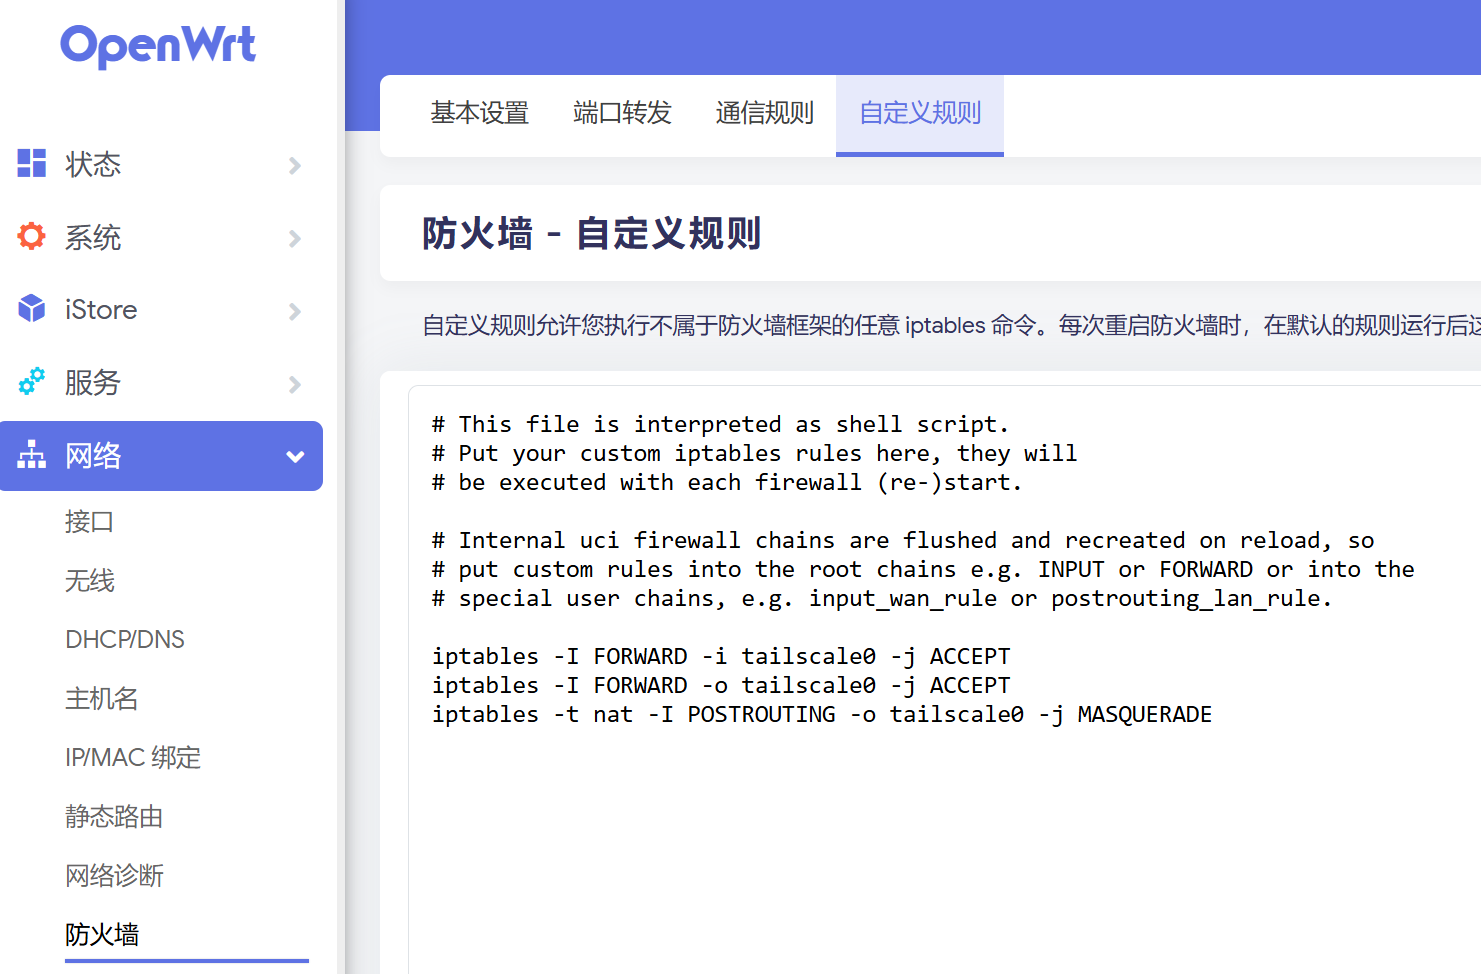 OpenWrt
状态
系统
iStore
服务
网络
接口
无线
DHCP/DNS
主机名
IP/MAC 绑定
静态路由
网络诊断
防火墙
基本设置
端口转发
通信规则
自定义规则
防火墙 - 自定义规则
自定义规则允许您执行不属于防火墙框架的任意 iptables 命令。每次重启防火墙时，在默认的规则运行后
# This file is interpreted as shell script.
# Put your custom iptables rules here, they will
# be executed with each firewall (re-)start.
# Internal uci firewall chains are flushed and recreated on reload, so
# put custom rules into the root chains e.g. INPUT or FORWARD or into the
# special user chains, e.g. input_wan_rule or postrouting_lan_rule.
iptables -I FORWARD -i tailscale0 -j ACCEPT
iptables -I FORWARD -o tailscale0 -j ACCEPT
iptables -t nat -I POSTROUTING -o tailscale0 -j MASQUERADE